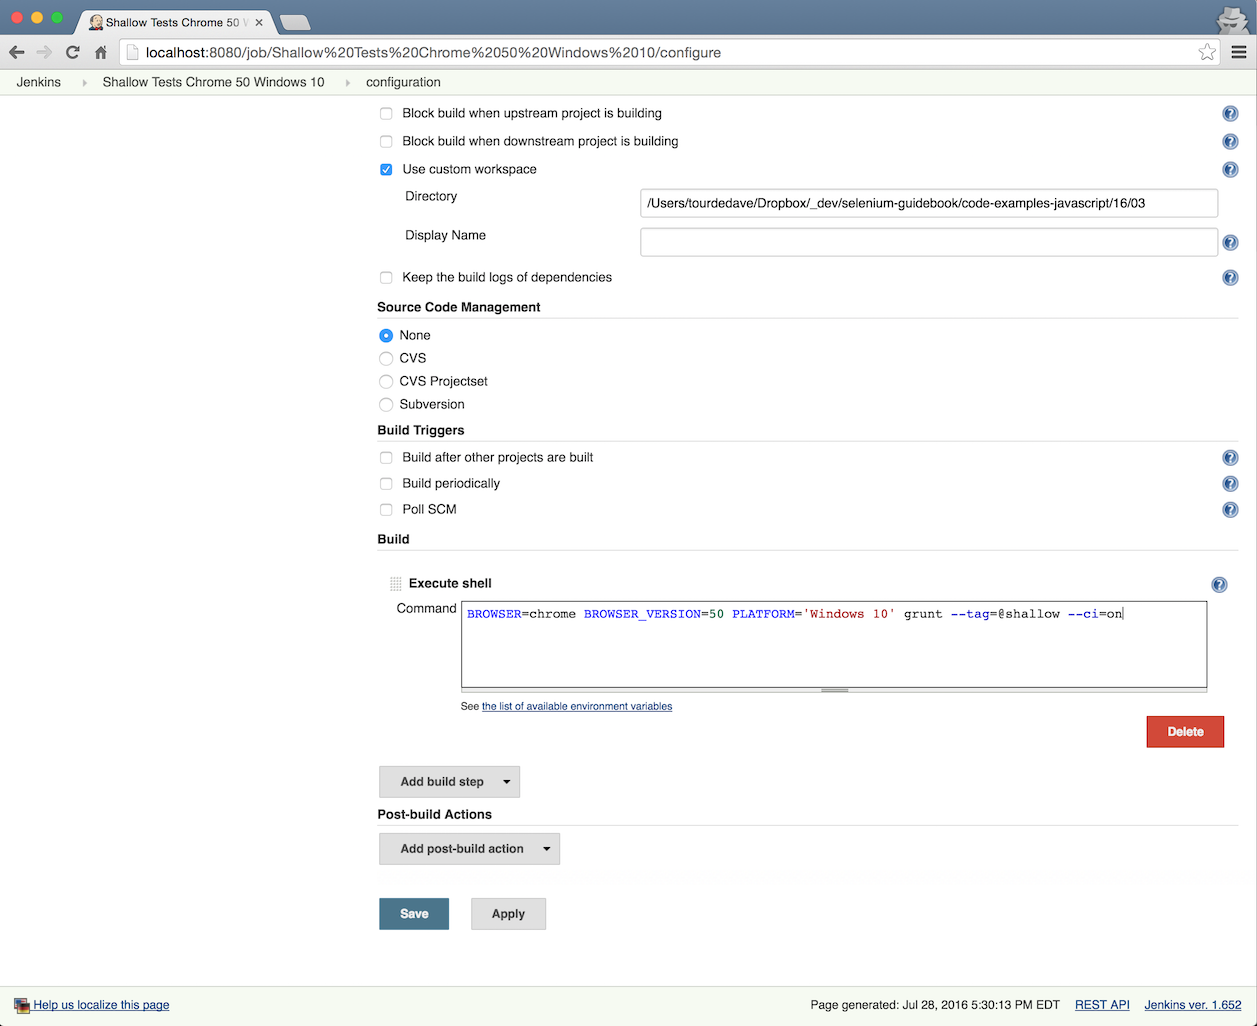 Shallow Tests Chrome 50 W
localhost:8080/job/Shallow%20Tests%20Chrome%2050%20Windows%2010/configure
Jenkins Shallow Tests Chrome 50 Windows 10 configuration
Block build when upstream project is building
Block build when downstream project is building
Use custom workspace
Directory /Users/tourdedave/Dropbox/_dev/selenium-guidebook/code-examples-javascript/16/03
Display Name
Keep the build logs of dependencies
Source Code Management
None
CVS
CVS Projectset
Subversion
Build Triggers
Build after other projects are built
Build periodically
Poll SCM
Build
Execute shell
Command BROWSER=chrome BROWSER_VERSION=50 PLATFORM='Windows 10' grunt --tag=@shallow --ci=on
See the list of available environment variables
Delete
Add build step
Post-build Actions
Add post-build action
Save Apply
Help us localize this page Page generated: Jul 28, 2016 5:30:13 PM EDT REST API Jenkins ver. 1.652